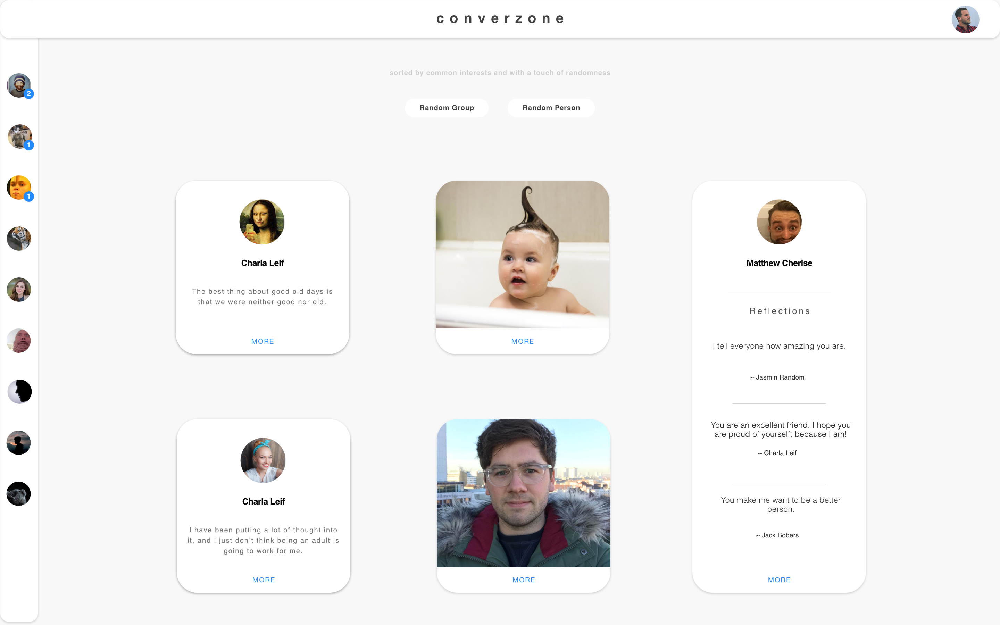 converzone
sorted by common interests and with a touch of randomness
Random Group
Random Person
2
1
1
Charla Leif
The best thing about good old days is
that we were neither good nor old.
MORE
MORE
Charla Leif
I have been putting a lot of thought into
it, and I just don’t think being an adult is
going to work for me.
MORE
MORE
Matthew Cherise
Reflections
I tell everyone how amazing you are.
~ Jasmin Random
You are an excellent friend. I hope you
are proud of yourself, because I am!
~ Charla Leif
You make me want to be a better
person.
~ Jack Bobers
MORE